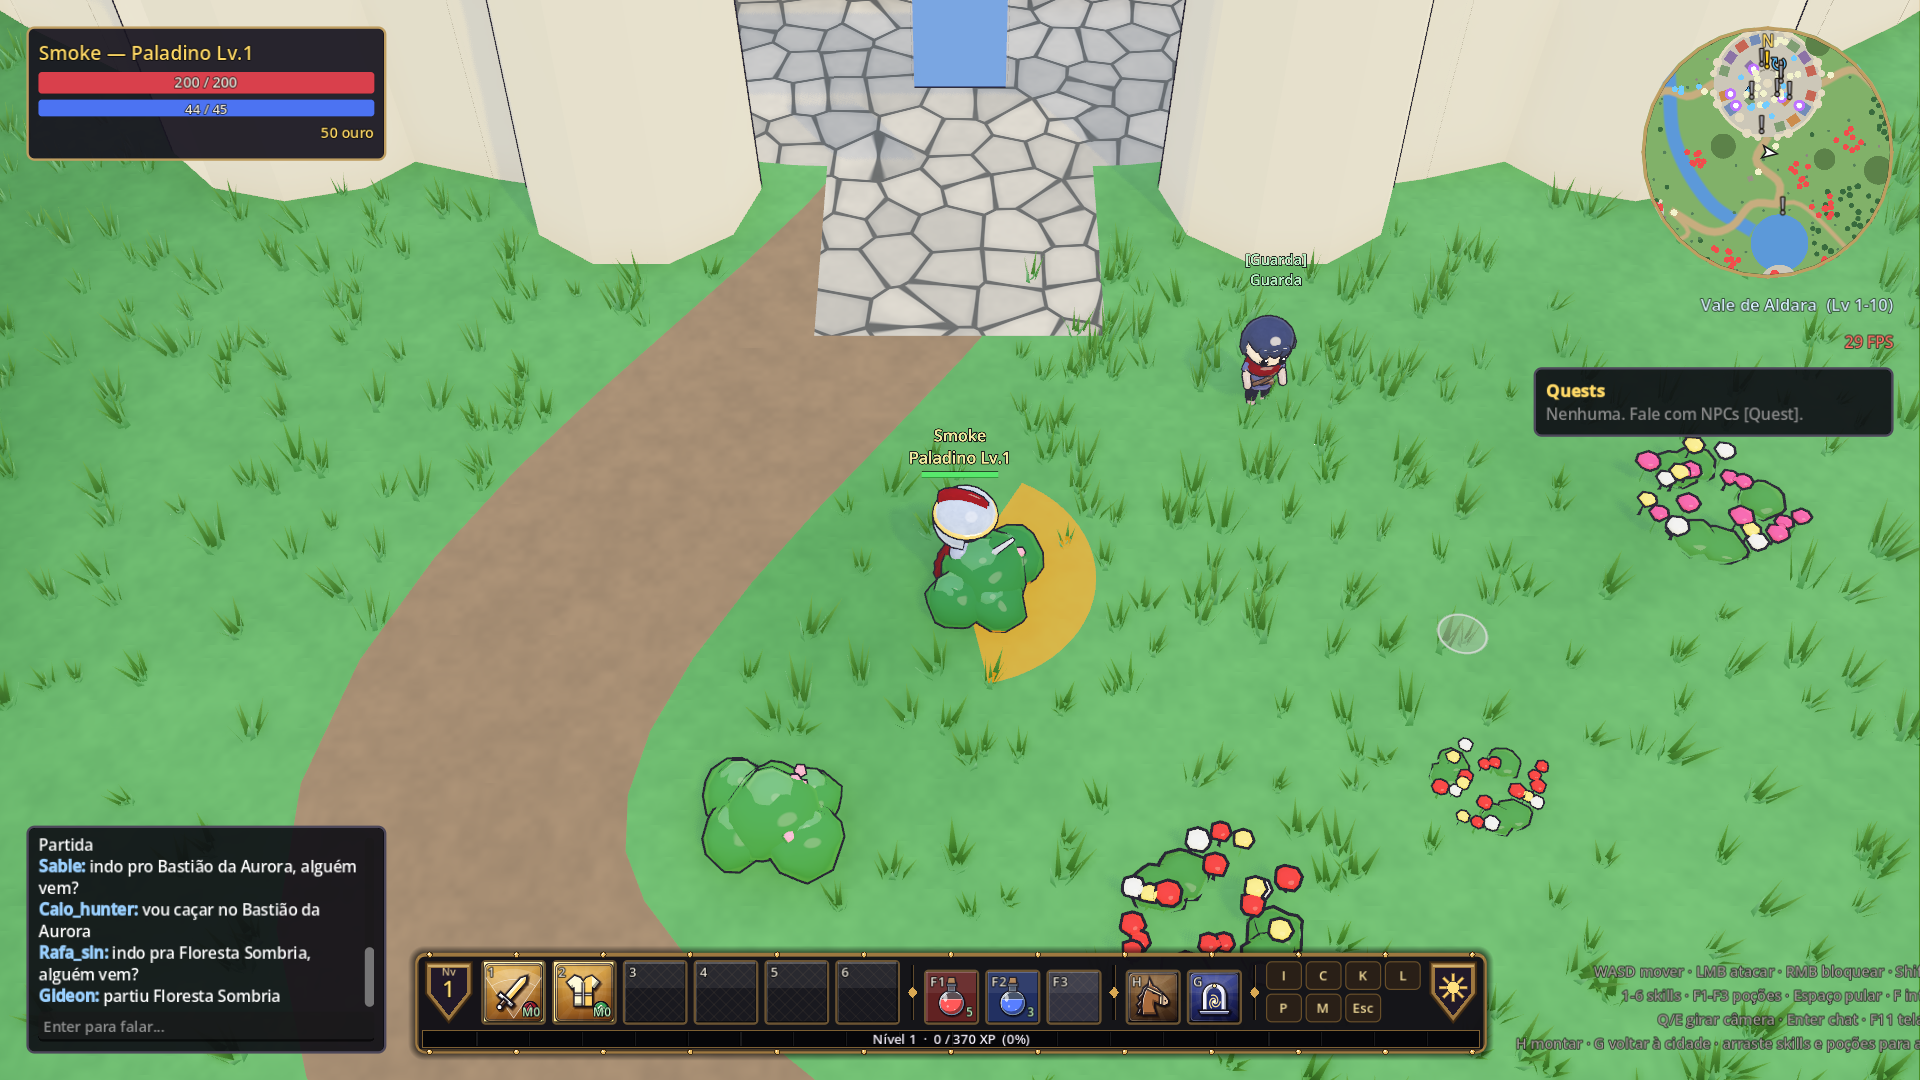 Smoke — Paladino Lv.1
200 / 200
44 / 45
50 ouro
N
Vale de Aldara (Lv 1-10)
29 FPS
Quests
Nenhuma. Fale com NPCs [Quest].
[Guarda]
Guarda
Smoke
Paladino Lv.1
Partida
Sable: indo pro Bastião da Aurora, alguém
vem?
Calo_hunter: vou caçar no Bastião da
Aurora
Rafa_sin: indo pra Floresta Sombria,
alguém vem?
Gideon: partiu Floresta Sombria
Enter para falar...
Nv
1
1 M0
2 M0
3
4
5
6
F1 5
F2 3
F3
H
G
I C K L
P M Esc
Nível 1 · 0 / 370 XP (0%)
WASD mover · LMB atacar · RMB bloquear · Shi
1-6 skills · F1-F3 poções · Espaço pular · F in
Q/E girar câmera · Enter chat · F11 tel
H montar · G voltar à cidade · arraste skills e poções para a